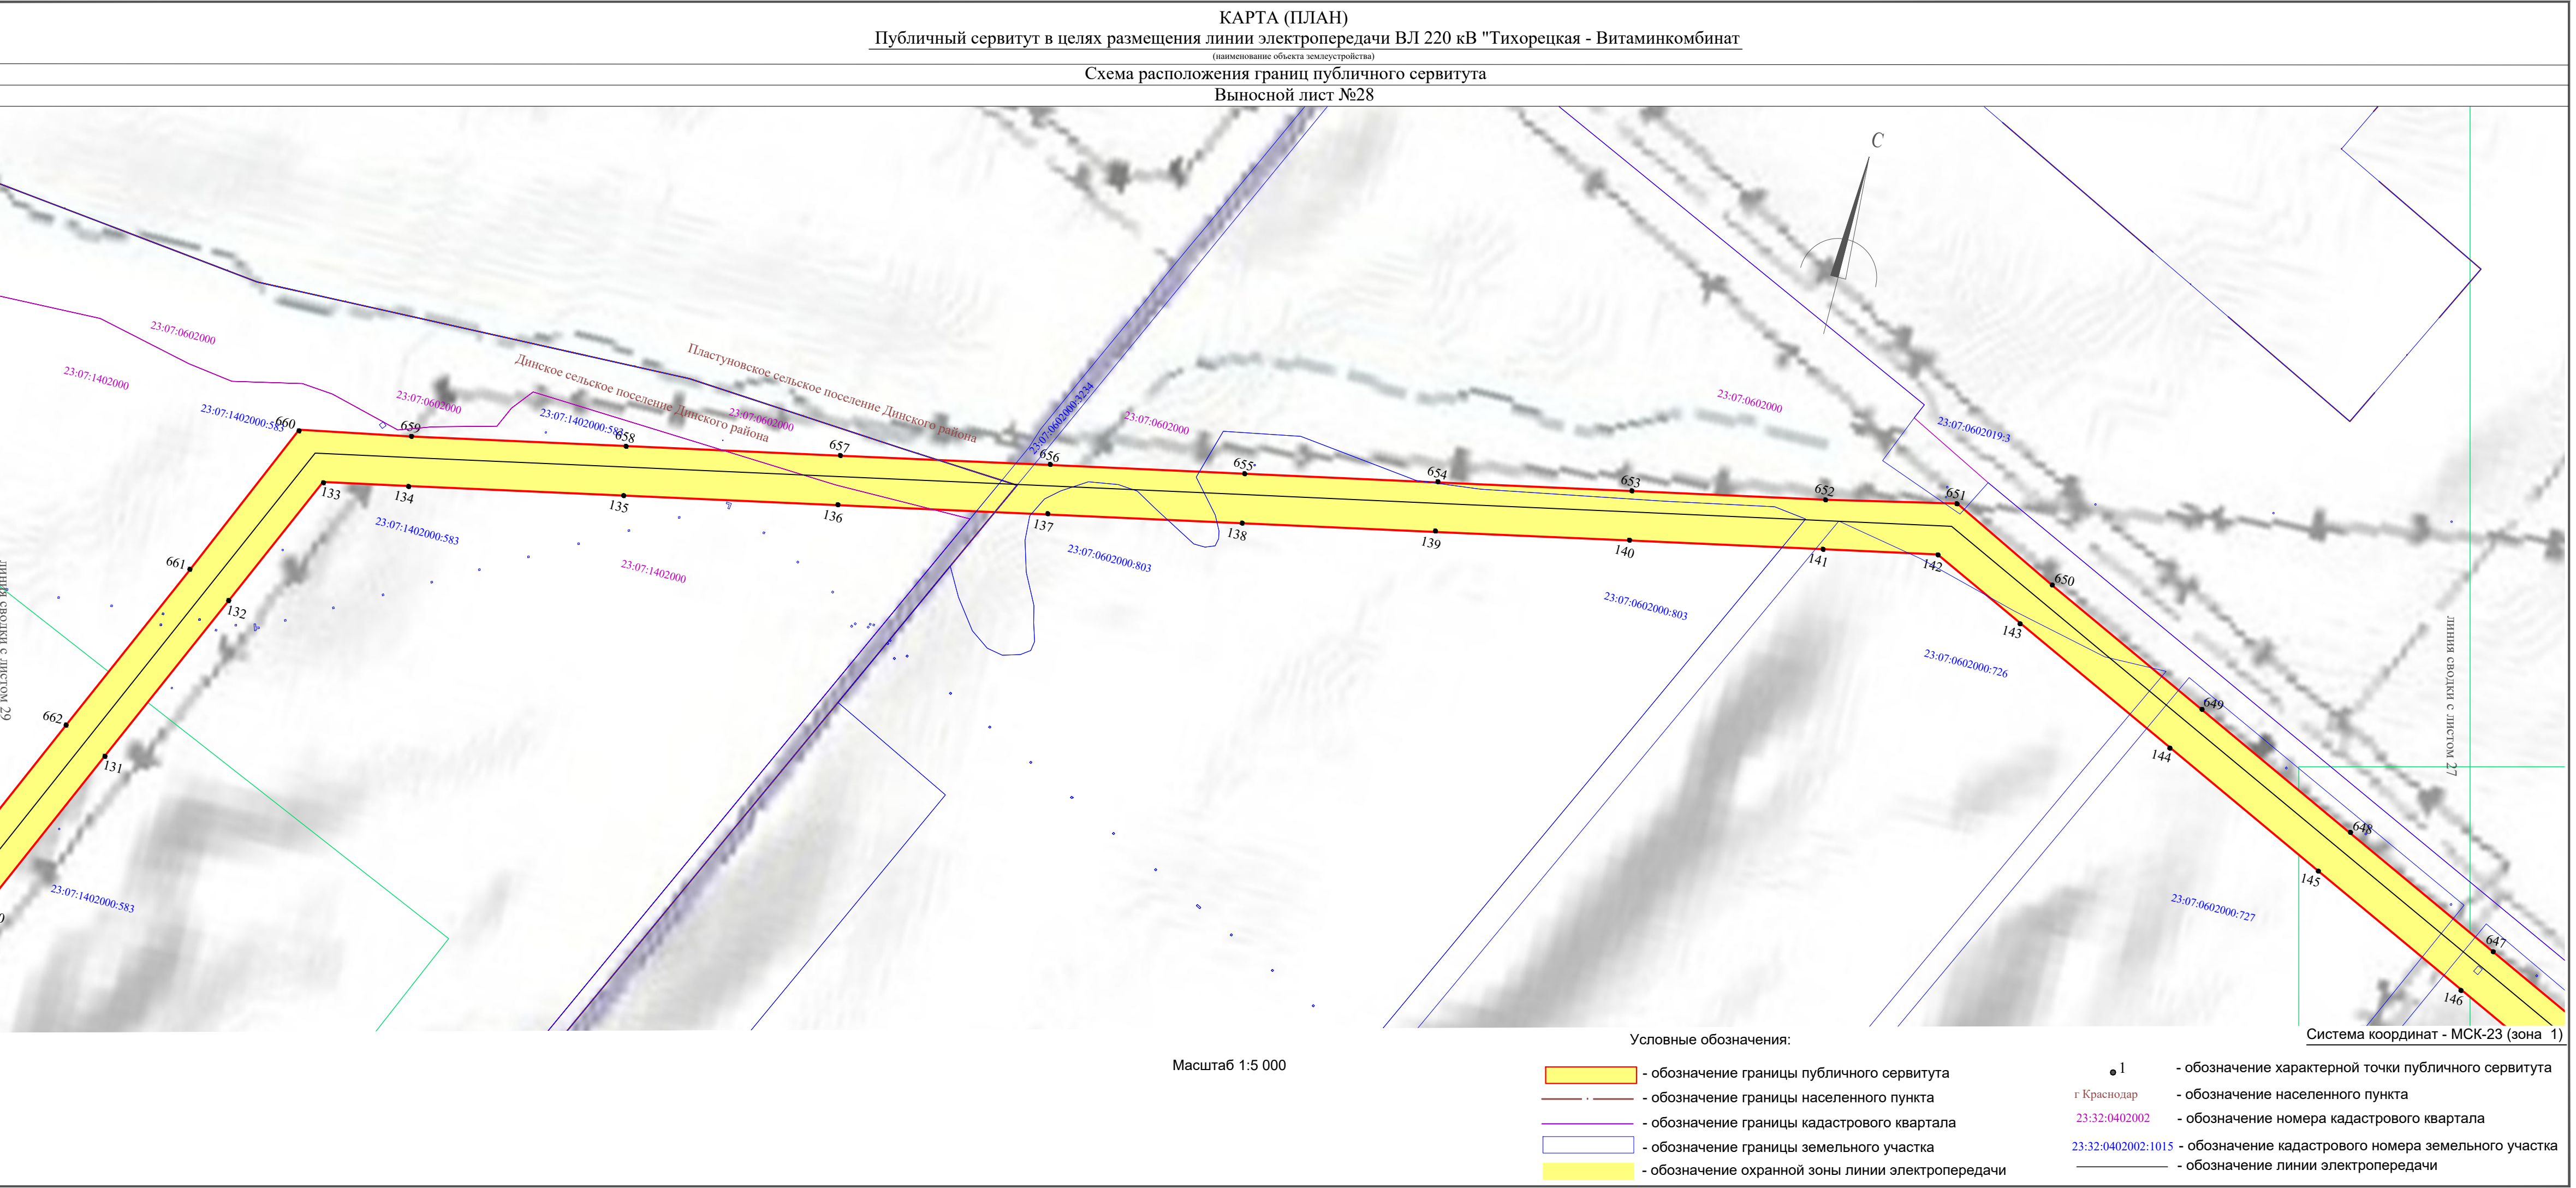 КАРТА (ПЛАН)
Публичный сервитут в целях размещения линии электропередачи ВЛ 220 кВ "Тихорецкая - Витаминкомбинат
(наименование объекта землеустройства)
Схема расположения границ публичного сервитута
Выносной лист №28
С
23:07:0602000
23:07:1402000
23:07:0602000
23:07:1402000:583
23:07:1402000:583
Динское сельское поселение Динского района
Пластуновское сельское поселение Динского района
23:07:0602000
23:07:0602000:3234
23:07:0602000
23:07:0602000
23:07:0602019:3
660
659
658
657
656
655
654
653
652
651
650
649
648
647
661
662
133
134
135
136
137
138
139
140
141
142
143
144
145
146
132
131
0
23:07:1402000:583
23:07:1402000
23:07:0602000:803
23:07:0602000:803
23:07:0602000:726
23:07:0602000:727
23:07:1402000:583
линия сводки с листом 29
линия сводки с листом 27
Система координат - МСК-23 (зона 1)
Масштаб 1:5 000
Условные обозначения:
- обозначение границы публичного сервитута
- обозначение границы населенного пункта
- обозначение границы кадастрового квартала
- обозначение границы земельного участка
- обозначение охранной зоны линии электропередачи
1 - обозначение характерной точки публичного сервитута
г Краснодар - обозначение населенного пункта
23:32:0402002 - обозначение номера кадастрового квартала
23:32:0402002:1015 - обозначение кадастрового номера земельного участка
- обозначение линии электропередачи